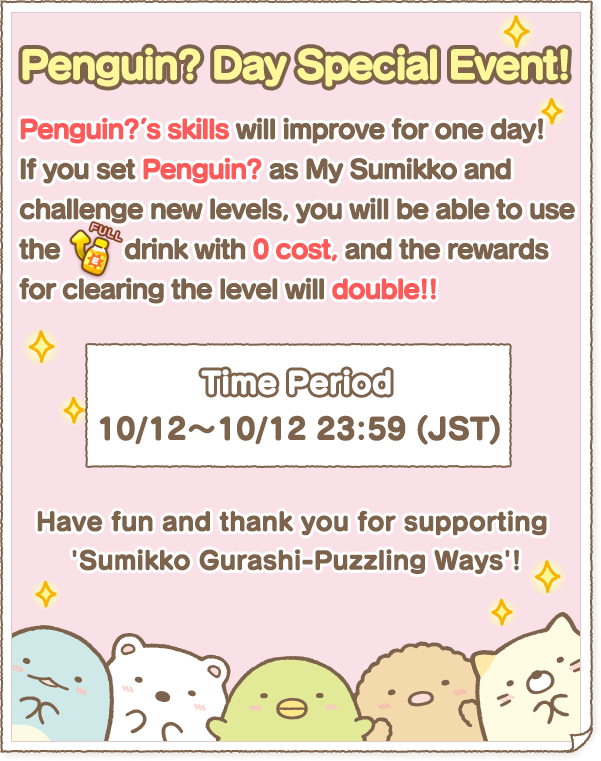 Penguin? Day Special Event!
Penguin?'s skills will improve for one day!
If you set Penguin? as My Sumikko and
challenge new levels, you will be able to use
the FULL E drink with 0 cost, and the rewards
for clearing the level will double!!
Time Period
10/12～10/12 23:59 (JST)
Have fun and thank you for supporting
'Sumikko Gurashi-Puzzling Ways'!